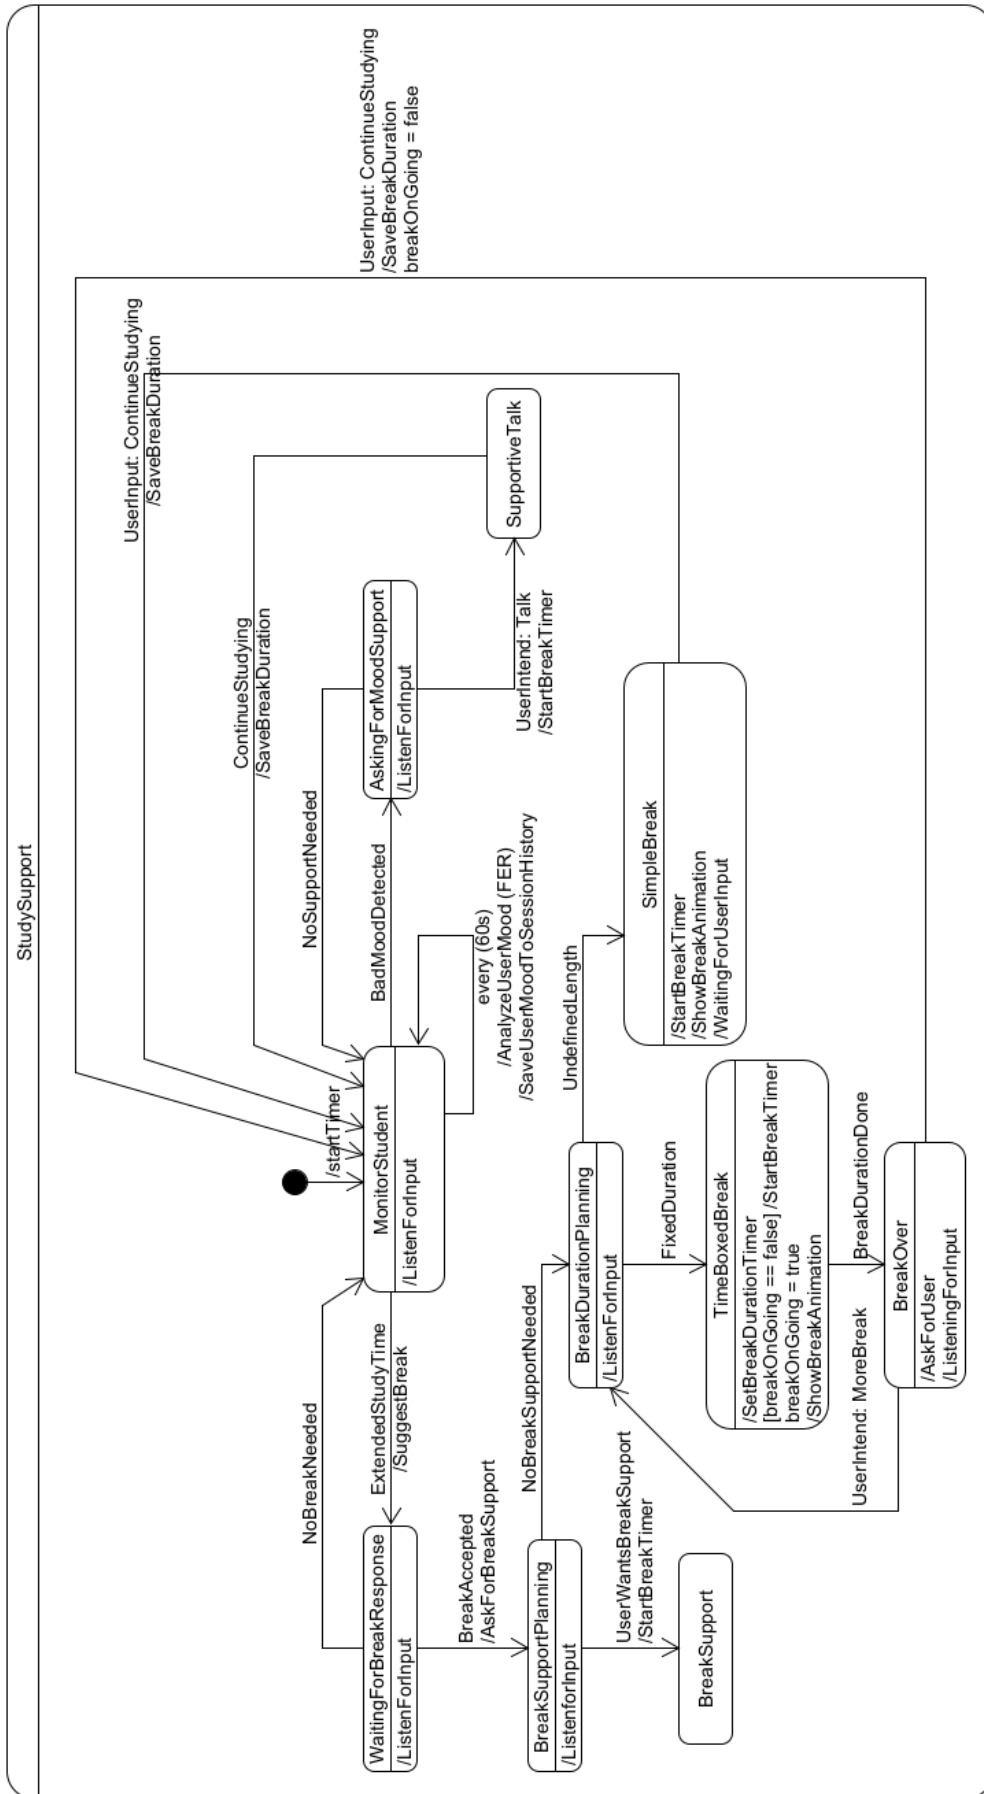 StudySupport
UserInput: ContinueStudying
/SaveBreakDuration
breakOnGoing = false
UserInput: ContinueStudying
/SaveBreakDuration
ContinueStudying
/SaveBreakDuration
NoSupportNeeded
/startTimer
NoBreakNeeded
WaitingForBreakResponse
/ListenForInput
ExtendedStudyTime
/SuggestBreak
MonitorStudent
/ListenForInput
BadMoodDetected
AskingForMoodSupport
/ListenForInput
every (60s)
/AnalyzeUserMood (FER)
/SaveUserMoodToSessionHistory
UserIntend: Talk
/StartBreakTimer
SupportiveTalk
BreakAccepted
/AskForBreakSupport
BreakSupportPlanning
/ListenforInput
NoBreakSupportNeeded
BreakDurationPlanning
/ListenForInput
UndefinedLength
SimpleBreak
/StartBreakTimer
/ShowBreakAnimation
/WaitingForUserInput
UserWantsBreakSupport
/StartBreakTimer
BreakSupport
FixedDuration
TimeBoxedBreak
/SetBreakDurationTimer
[breakOnGoing == false] /StartBreakTimer
breakOnGoing = true
/ShowBreakAnimation
BreakDurationDone
UserIntend: MoreBreak
BreakOver
/AskForUser
/ListeningForInput